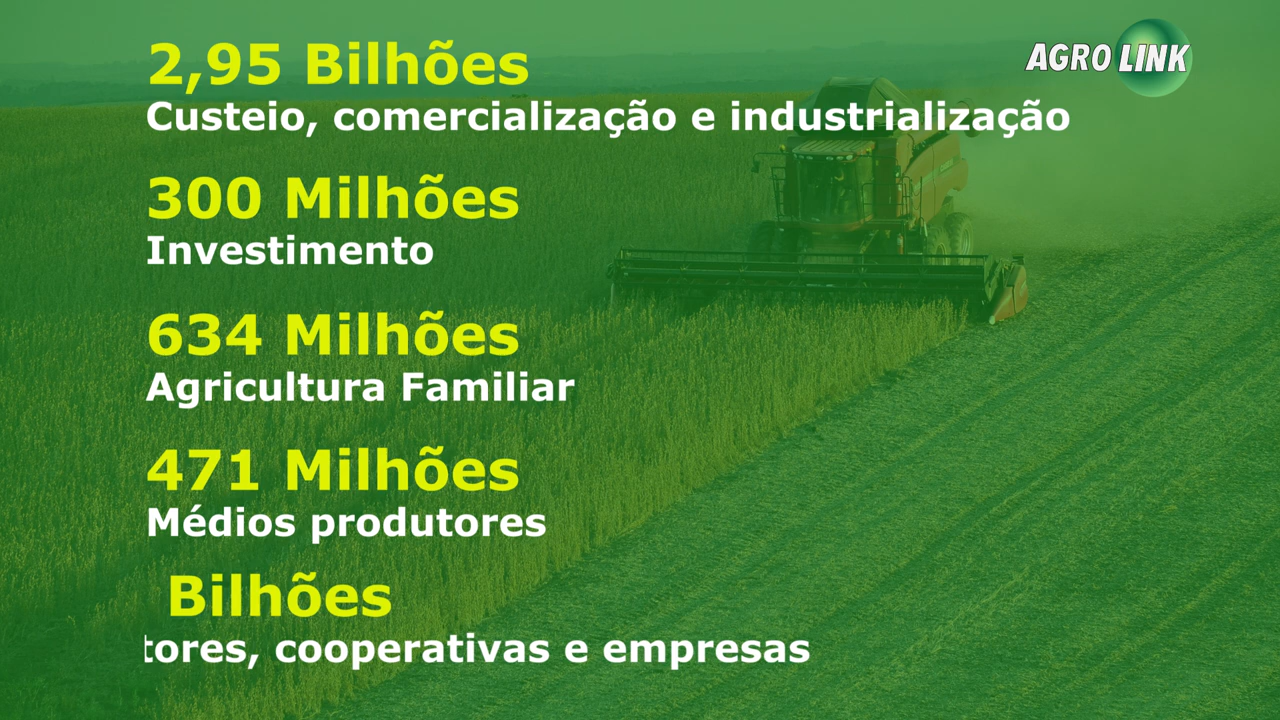 AGRO LINK
2,95 Bilhões
Custeio, comercialização e industrialização
300 Milhões
Investimento
634 Milhões
Agricultura Familiar
471 Milhões
Médios produtores
Bilhões
cooperativas e empresas